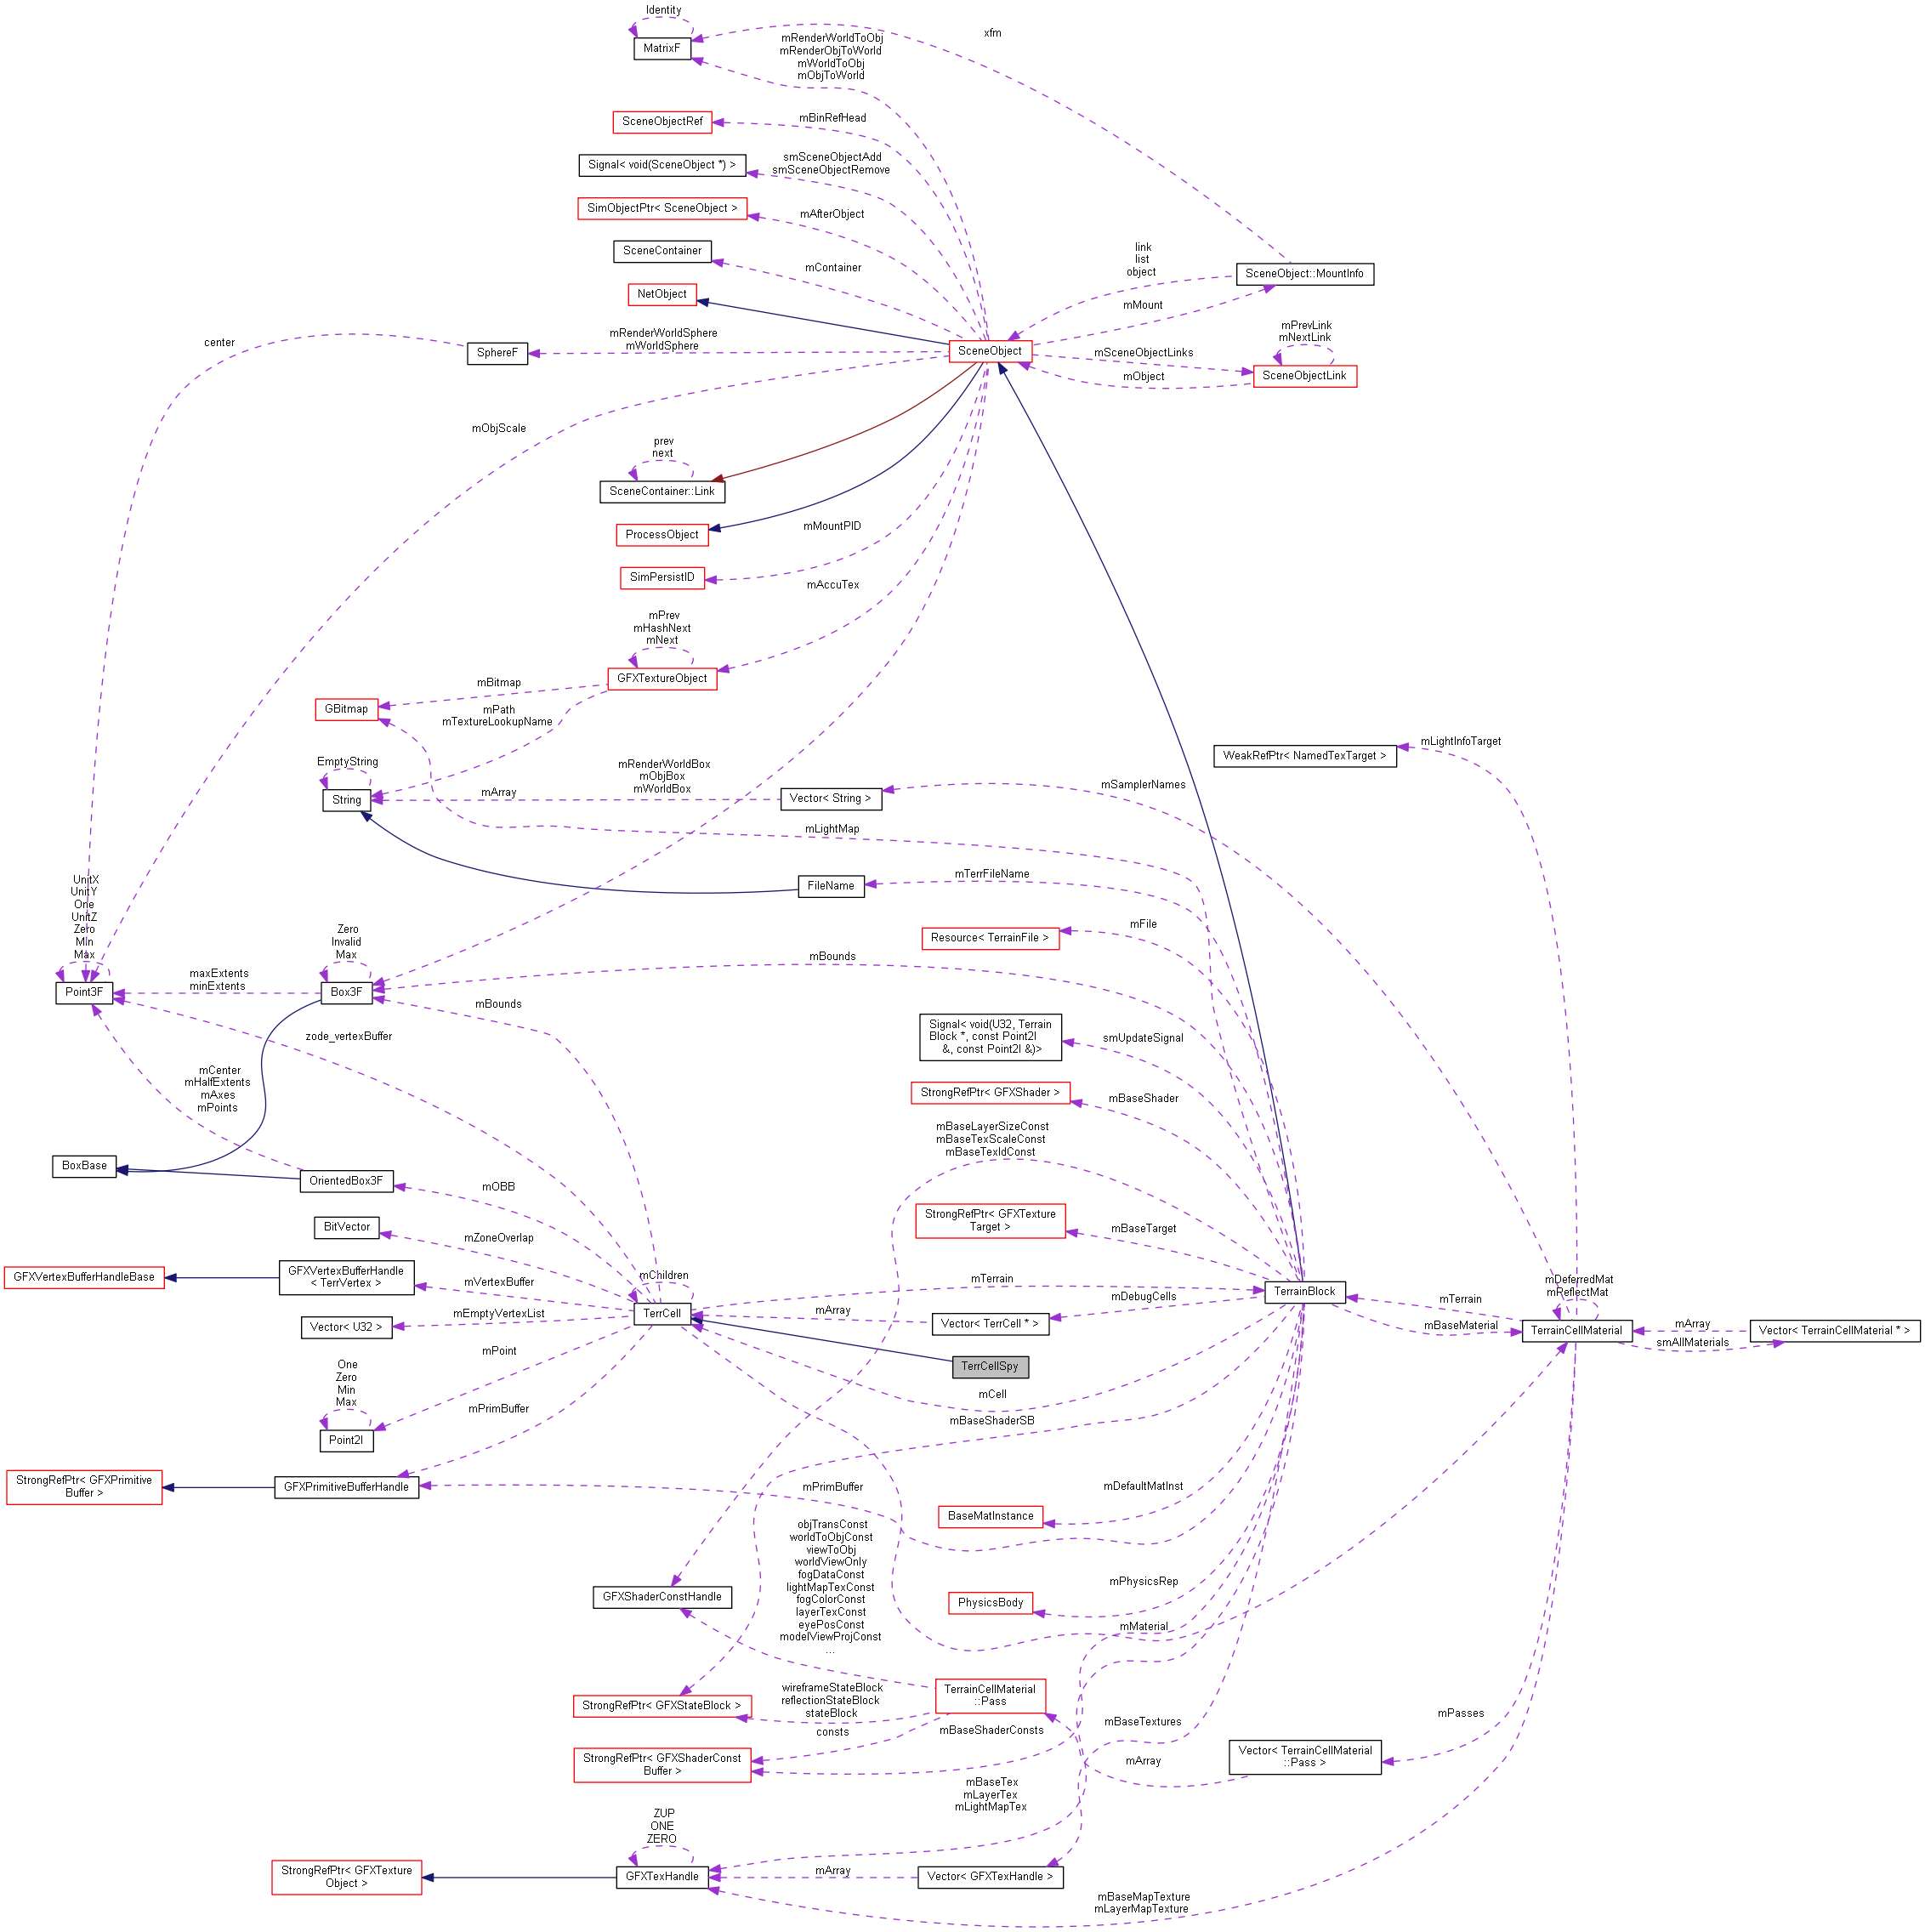 Identity
MatrixF
xfm
mRenderWorldToObj
mRenderObjToWorld
mWorldToObj
mObjToWorld
SceneObjectRef
mBinRefHead
Signal< void(SceneObject *) >
smSceneObjectAdd
smSceneObjectRemove
SimObjectPtr< SceneObject >
mAfterObject
SceneContainer
mContainer
link
list
object
SceneObject::MountInfo
NetObject
mMount
center
SphereF
mRenderWorldSphere
mWorldSphere
SceneObject
mSceneObjectLinks
mObject
mPrevLink
mNextLink
SceneObjectLink
mObjScale
prev
next
SceneContainer::Link
ProcessObject
mMountPID
SimPersistID
mAccuTex
mPrev
mHashNext
mNext
GFXTextureObject
mBitmap
GBitmap
mPath
mTextureLookupName
WeakRefPtr< NamedTexTarget >
mLightInfoTarget
EmptyString
String
mArray
mRenderWorldBox
mObjBox
mWorldBox
Vector< String >
mSamplerNames
mLightMap
FileName
mTerrFileName
UnitX
UnitY
One
UnitZ
Zero
Min
Max
Point3F
Zero
Invalid
Max
Box3F
maxExtents
minExtents
Resource< TerrainFile >
mFile
mBounds
mBounds
zode_vertexBuffer
Signal< void(U32, Terrain
Block *, const Point2I
&, const Point2I &)>
smUpdateSignal
mCenter
mHalfExtents
mAxes
mPoints
StrongRefPtr< GFXShader >
mBaseShader
mBaseLayerSizeConst
mBaseTexScaleConst
mBaseTexIdConst
BoxBase
OrientedBox3F
mOBB
StrongRefPtr< GFXTexture
Target >
mBaseTarget
BitVector
mZoneOverlap
GFXVertexBufferHandleBase
GFXVertexBufferHandle
< TerrVertex >
mVertexBuffer
mChildren
TerrCell
mTerrain
TerrainBlock
mDebugCells
mDeferredMat
mReflectMat
Vector< U32 >
mEmptyVertexList
mArray
Vector< TerrCell * >
mTerrain
mBaseMaterial
TerrainCellMaterial
mArray
smAllMaterials
Vector< TerrainCellMaterial * >
mPoint
TerrCellSpy
One
Zero
Min
Max
Point2I
mPrimBuffer
mCell
mBaseShaderSB
StrongRefPtr< GFXPrimitive
Buffer >
GFXPrimitiveBufferHandle
mPrimBuffer
mDefaultMatInst
BaseMatInstance
objTransConst
worldToObjConst
viewToObj
worldViewOnly
fogDataConst
lightMapTexConst
fogColorConst
layerTexConst
eyePosConst
modelViewProjConst
...
GFXShaderConstHandle
mPhysicsRep
PhysicsBody
mMaterial
StrongRefPtr< GFXStateBlock >
wireframeStateBlock
reflectionStateBlock
stateBlock
TerrainCellMaterial
::Pass
consts
mBaseShaderConsts
mBaseTextures
mPasses
StrongRefPtr< GFXShaderConst
Buffer >
mArray
Vector< TerrainCellMaterial
::Pass >
mBaseTex
mLayerTex
mLightMapTex
ZUP
ONE
ZERO
StrongRefPtr< GFXTexture
Object >
GFXTexHandle
mArray
Vector< GFXTexHandle >
mBaseMapTexture
mLayerMapTexture